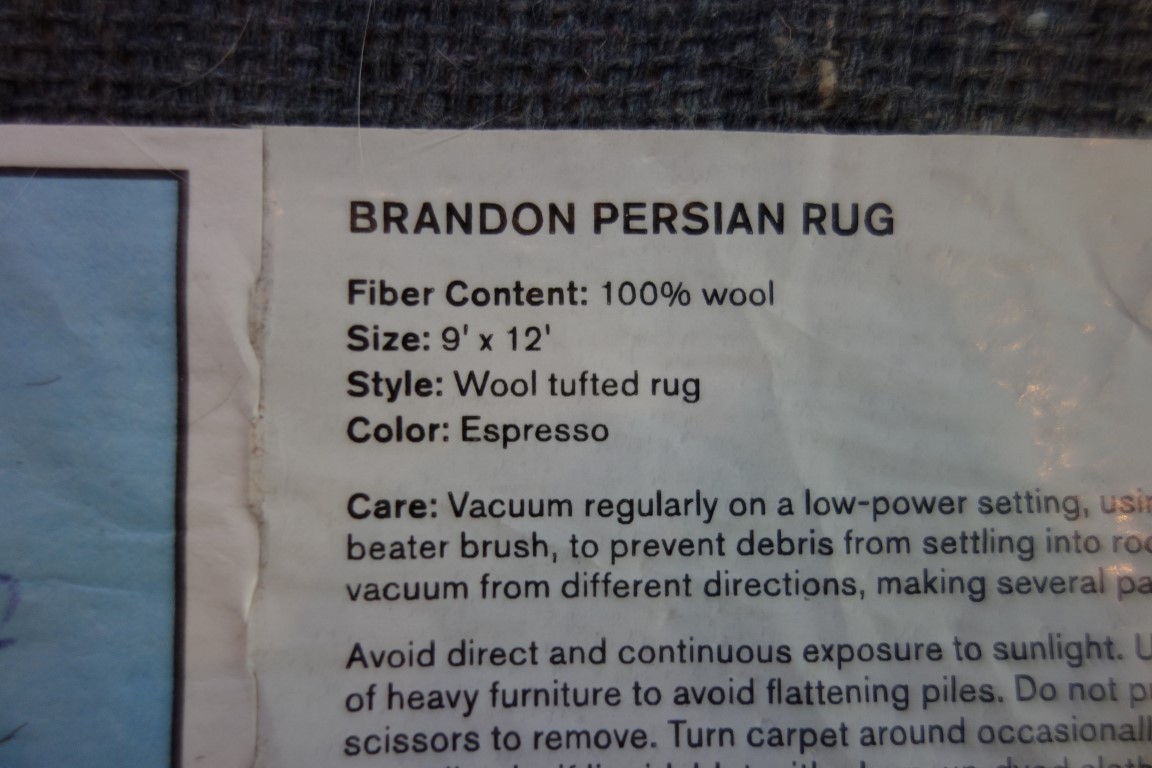 BRANDON PERSIAN RUG
Fiber Content: 100% wool
Size: 9' x 12'
Style: Wool tufted rug
Color: Espresso
Care: Vacuum regularly on a low-power setting,
beater brush, to prevent debris from settling into
vacuum from different directions, making several
Avoid direct and continuous exposure to sunlight.
of heavy furniture to avoid flattening piles. Do not
scissors to remove. Turn carpet around